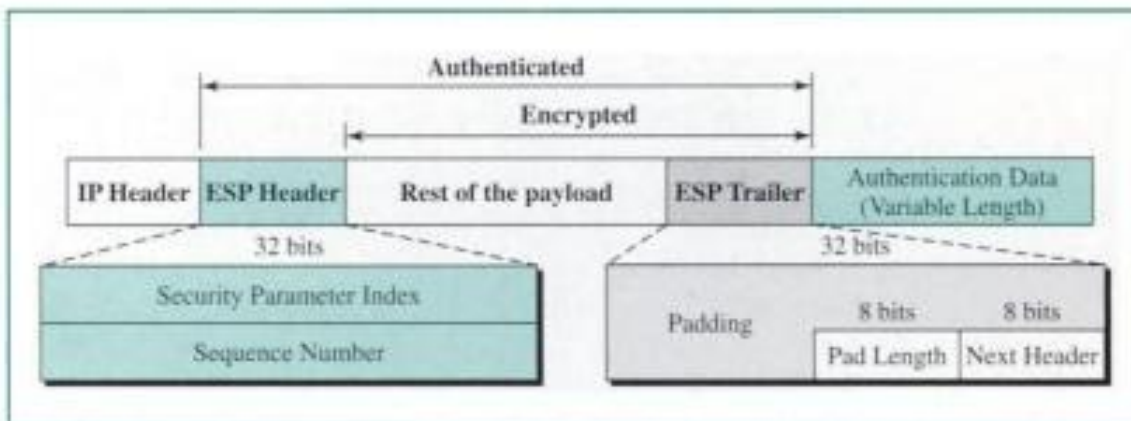 Authenticated
Encrypted
IP Header ESP Header Rest of the payload ESP Trailer Authentication Data
(Variable Length)
32 bits 32 bits
Security Parameter Index
Sequence Number
Padding
8 bits 8 bits
Pad Length Next Header